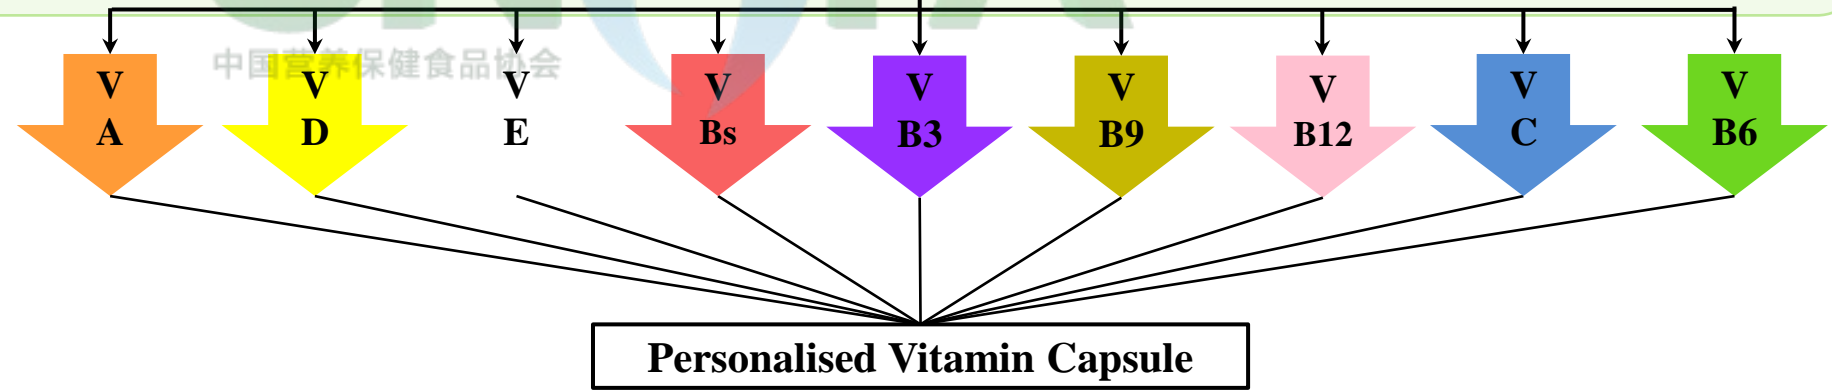 中国营养保健食品协会
V
A
V
D
V
E
V
Bs
V
B3
V
B9
V
B12
V
C
V
B6
Personalised Vitamin Capsule